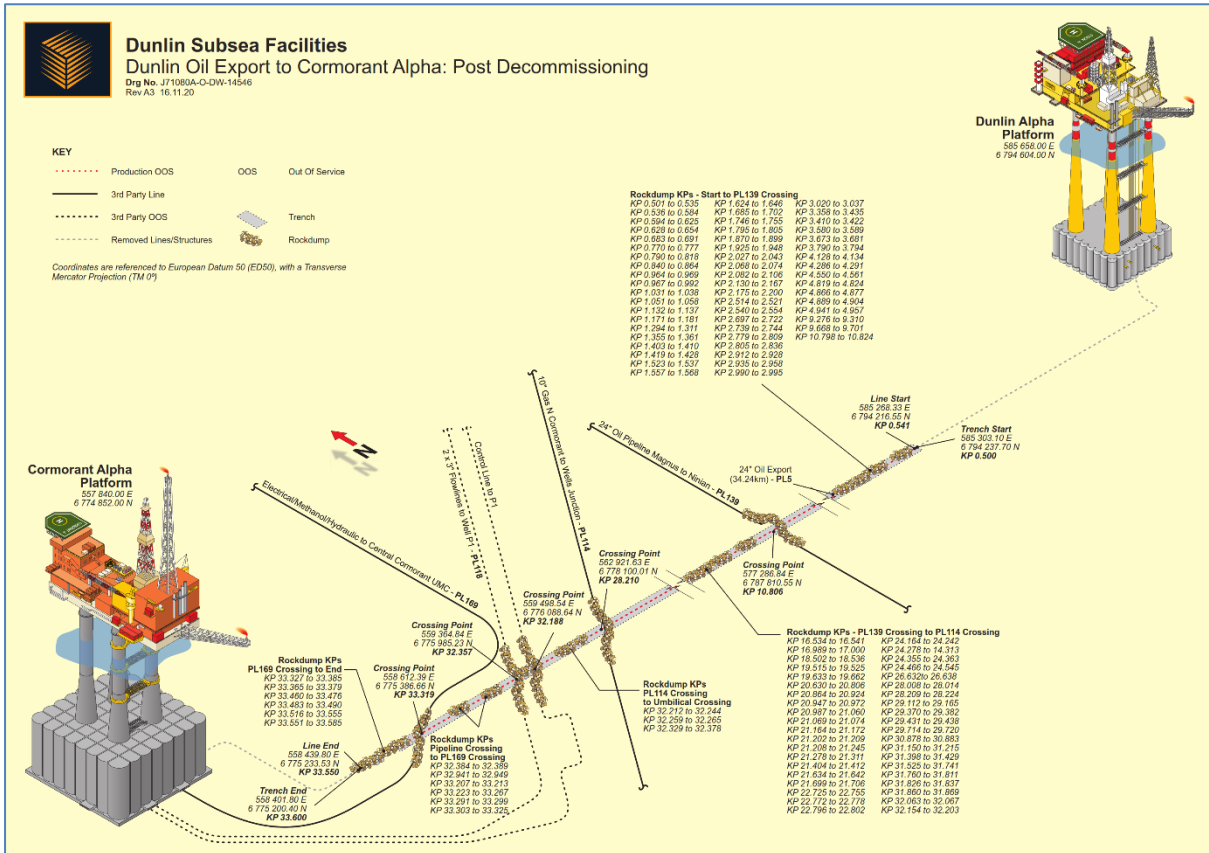 Dunlin Subsea Facilities
Dunlin Oil Export to Cormorant Alpha: Post Decommissioning
Drg No. J71080A-O-DW-14546
Rev A3 16.11.20
KEY
Production OOS
OOS Out Of Service
3rd Party Line
3rd Party OOS
Trench
Removed Lines/Structures
Rockdump
Coordinates are referenced to European Datum 50 (ED50), with a Transverse
Mercator Projection (TM 0º)
Dunlin Alpha
Platform
585 658.00 E
6 794 604.00 N
Rockdump KPs - Start to PL139 Crossing
KP 0.501 to 0.535
KP 0.536 to 0.584
KP 0.594 to 0.625
KP 0.628 to 0.654
KP 0.683 to 0.691
KP 0.770 to 0.777
KP 0.790 to 0.818
KP 0.840 to 0.864
KP 0.964 to 0.969
KP 0.967 to 0.992
KP 1.031 to 1.038
KP 1.051 to 1.058
KP 1.132 to 1.137
KP 1.171 to 1.181
KP 1.294 to 1.311
KP 1.355 to 1.361
KP 1.403 to 1.410
KP 1.419 to 1.428
KP 1.523 to 1.537
KP 1.557 to 1.568
KP 1.624 to 1.646
KP 1.685 to 1.702
KP 1.746 to 1.755
KP 1.795 to 1.805
KP 1.870 to 1.899
KP 1.925 to 1.948
KP 2.027 to 2.043
KP 2.068 to 2.074
KP 2.082 to 2.106
KP 2.130 to 2.167
KP 2.175 to 2.200
KP 2.514 to 2.521
KP 2.540 to 2.554
KP 2.697 to 2.722
KP 2.739 to 2.744
KP 2.779 to 2.809
KP 2.805 to 2.836
KP 2.912 to 2.928
KP 2.935 to 2.958
KP 2.990 to 2.995
KP 3.020 to 3.037
KP 3.358 to 3.435
KP 3.410 to 3.422
KP 3.580 to 3.589
KP 3.673 to 3.681
KP 3.790 to 3.794
KP 4.128 to 4.134
KP 4.286 to 4.291
KP 4.550 to 4.561
KP 4.819 to 4.824
KP 4.866 to 4.877
KP 4.889 to 4.904
KP 4.941 to 4.957
KP 9.276 to 9.310
KP 9.668 to 9.701
KP 10.798 to 10.824
Line Start
585 268.33 E
6 794 216.55 N
KP 0.541
Trench Start
585 303.10 E
6 794 237.70 N
KP 0.500
24" Oil Export
(34.24km) - PL5
24" Oil Pipeline Magnus to Ninian - PL139
10" Gas N Cormorant to Wells Junction - PL114
Control Line to P1
2 x 3" Flowlines to Well P1 - PL118
Electrical/Methanol/Hydraulic to Central Cormorant UMC - PL169
N
Cormorant Alpha
Platform
557 840.00 E
6 774 852.00 N
Crossing Point
577 286.84 E
6 787 810.55 N
KP 10.806
Crossing Point
562 921.63 E
6 778 100.01 N
KP 28.210
Crossing Point
559 498.54 E
6 776 088.64 N
KP 32.188
Crossing Point
559 364.84 E
6 775 985.23 N
KP 32.357
Crossing Point
558 612.39 E
6 775 386.66 N
KP 33.319
Rockdump KPs
PL169 Crossing to End
KP 33.327 to 33.385
KP 33.365 to 33.379
KP 33.460 to 33.476
KP 33.483 to 33.490
KP 33.516 to 33.555
KP 33.551 to 33.585
Line End
558 439.80 E
6 775 233.53 N
KP 33.550
Trench End
558 401.80 E
6 775 200.40 N
KP 33.600
Rockdump KPs
Pipeline Crossing
to PL169 Crossing
KP 32.384 to 32.389
KP 32.941 to 32.949
KP 33.207 to 33.213
KP 33.223 to 33.267
KP 33.291 to 33.299
KP 33.303 to 33.325
Rockdump KPs
PL114 Crossing
to Umbilical Crossing
KP 32.212 to 32.244
KP 32.259 to 32.265
KP 32.329 to 32.378
Rockdump KPs - PL139 Crossing to PL114 Crossing
KP 16.534 to 16.541
KP 16.989 to 17.000
KP 18.502 to 18.536
KP 19.515 to 19.525
KP 19.633 to 19.662
KP 20.630 to 20.806
KP 20.864 to 20.924
KP 20.947 to 20.972
KP 20.987 to 21.060
KP 21.069 to 21.074
KP 21.164 to 21.172
KP 21.202 to 21.209
KP 21.208 to 21.245
KP 21.278 to 21.311
KP 21.404 to 21.412
KP 21.634 to 21.642
KP 21.699 to 21.706
KP 22.725 to 22.755
KP 22.772 to 22.778
KP 22.796 to 22.802
KP 24.164 to 24.242
KP 24.278 to 24.313
KP 24.355 to 24.363
KP 24.466 to 24.545
KP 26.632 to 26.638
KP 28.008 to 28.014
KP 28.209 to 28.224
KP 29.112 to 29.165
KP 29.370 to 29.382
KP 29.431 to 29.438
KP 29.714 to 29.720
KP 30.878 to 30.883
KP 31.150 to 31.215
KP 31.398 to 31.429
KP 31.525 to 31.741
KP 31.760 to 31.811
KP 31.826 to 31.837
KP 31.860 to 31.869
KP 32.063 to 32.067
KP 32.154 to 32.203